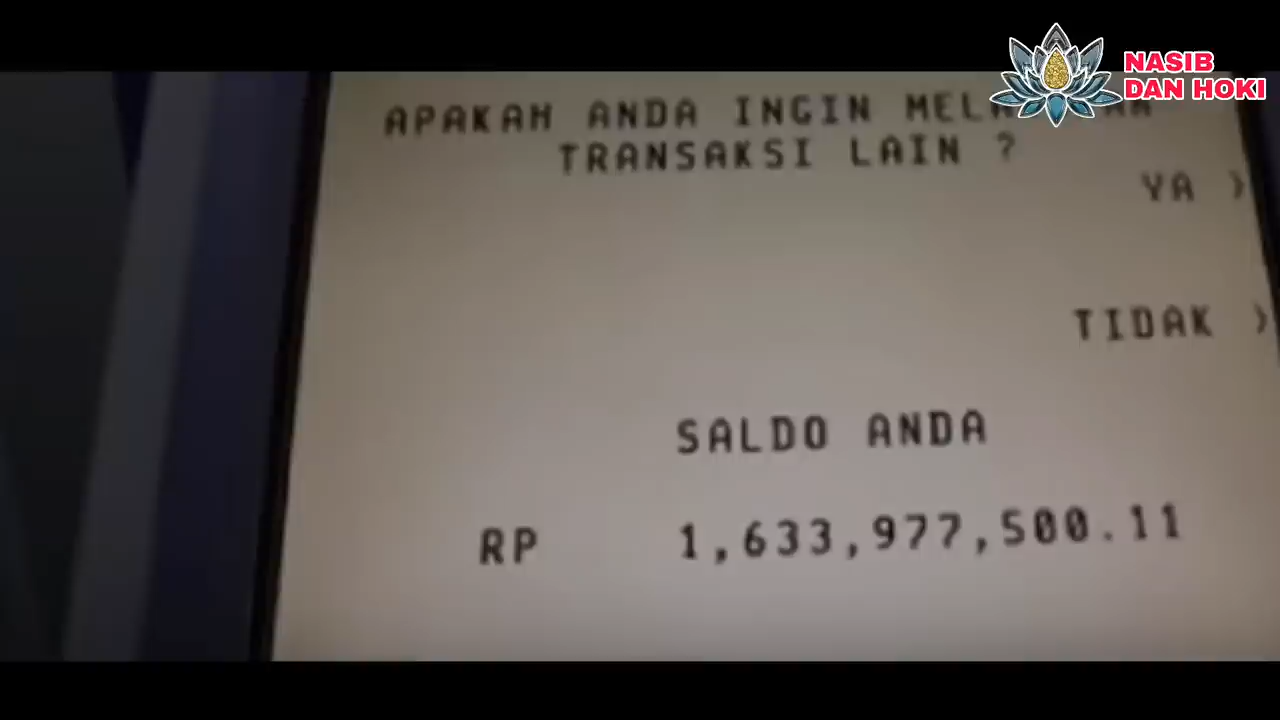 NASIB
DAN HOKI
APAKAH ANDA INGIN
TRANSAKSI LAIN ?
YA >
TIDAK >
SALDO ANDA
RP 1,633,977,500.11